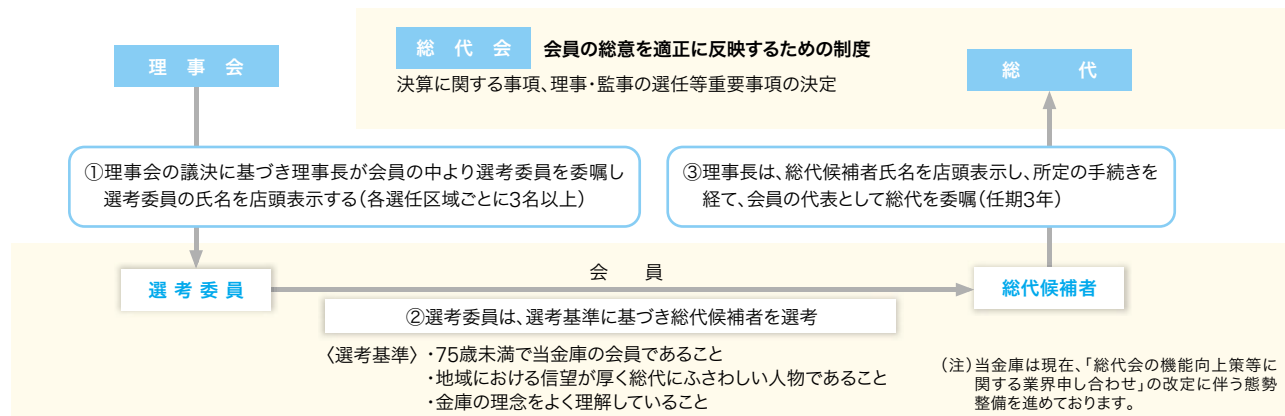 総代会 会員の総意を適正に反映するための制度
決算に関する事項、理事・監事の選任等重要事項の決定
理事会
総代
①理事会の議決に基づき理事長が会員の中より選考委員を委嘱し
選考委員の氏名を店頭表示する（各選任区域ごとに3名以上）
③理事長は、総代候補者氏名を店頭表示し、所定の手続きを
経て、会員の代表として総代を委嘱（任期3年）
会員
選考委員
総代候補者
②選考委員は、選考基準に基づき総代候補者を選考
〈選考基準〉・75歳未満で当金庫の会員であること
・地域における信望が厚く総代にふさわしい人物であること
・金庫の理念をよく理解していること
（注）当金庫は現在、「総代会の機能向上策等に
関する業界申し合わせ」の改定に伴う態勢
整備を進めております。